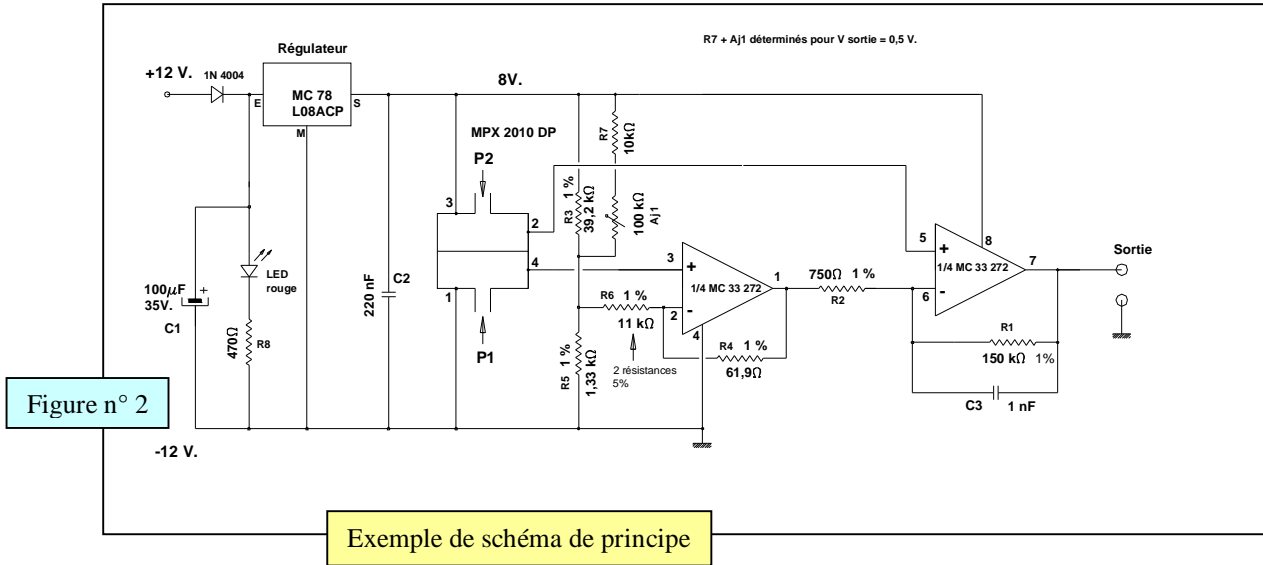 R7 + Aj1 déterminés pour V sortie = 0,5 V.
Régulateur
+12 V.
1N 4004
MC 78
L08ACP
E
S
M
8V.
MPX 2010 DP
P2
3
2
4
1
P1
R7
10kΩ
R3 1 %
39,2 kΩ
100 kΩ
Aj1
R5 1 %
1,33 kΩ
R6 1 %
11 kΩ
2 résistances
5%
3
+
1/4 MC 33 272
-
2
4
1
R4 1 %
61,9Ω
750Ω 1 %
R2
5
+
8
1/4 MC 33 272
7
6
-
Sortie
R1
150 kΩ 1%
C3
1 nF
LED
rouge
100µF
35V.
+
C1
470Ω
R8
220 nF
C2
-12 V.
Figure n° 2
Exemple de schéma de principe